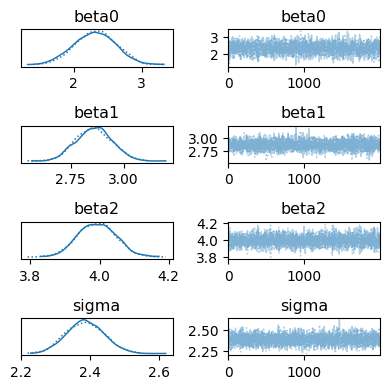 beta0 beta0
3
2
2 3 0 1000
beta1 beta1
3.00
2.75
2.75 3.00 0 1000
beta2 beta2
4.2
4.0
3.8
3.8 4.0 4.2 0 1000
sigma sigma
2.50
2.25
2.2 2.4 2.6 0 1000